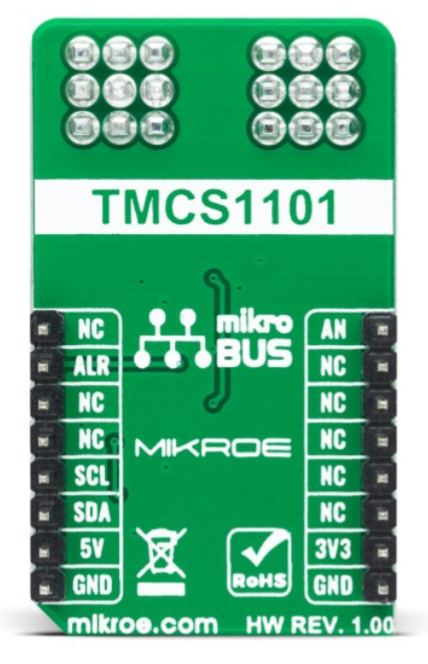 TMCS1101
mikro
BUS
NC AN
ALR NC
NC NC
NC NC
SCL NC
SDA NC
5V 3V3
GND GND
MIKROE
RoHS
mikroe.com HW REV. 1.00